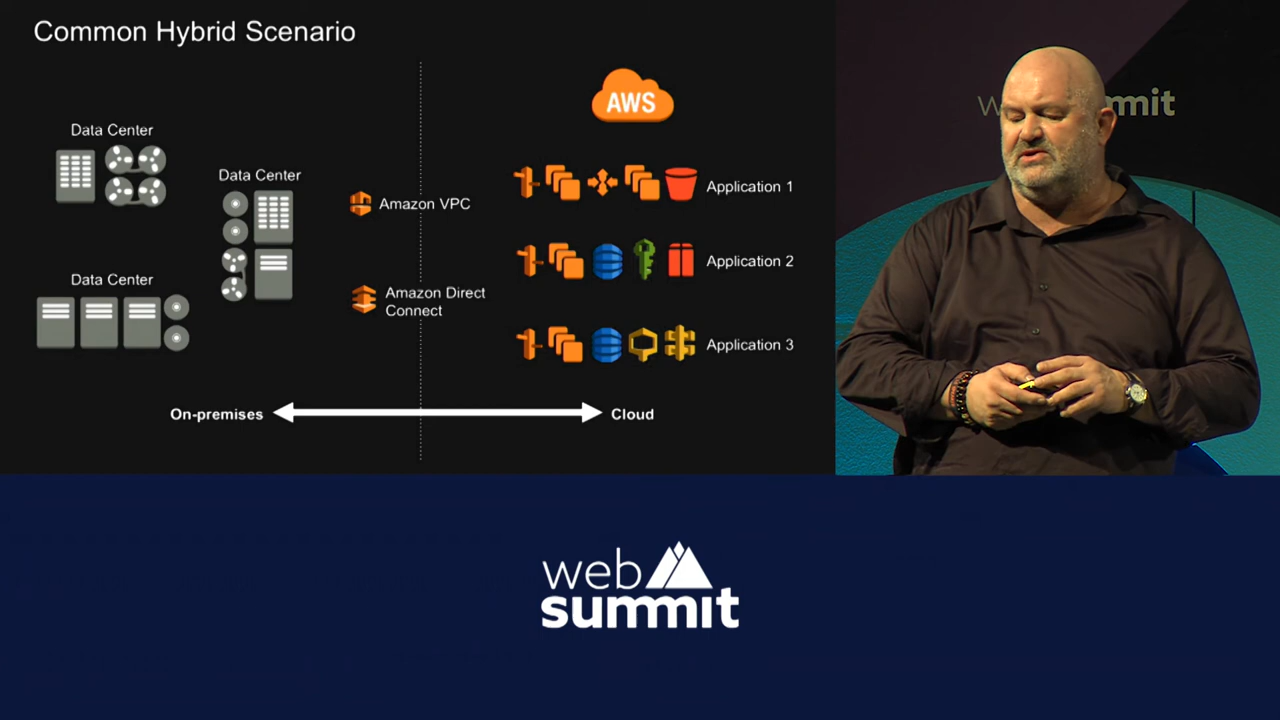 Common Hybrid Scenario
Data Center
Data Center
Data Center
Amazon VPC
Amazon Direct
Connect
AWS
Application 1
Application 2
Application 3
On-premises
Cloud
web summit
web
summit